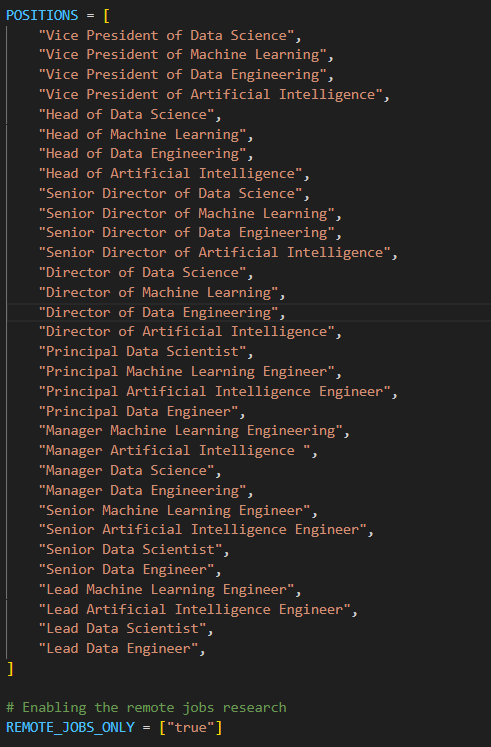 POSITIONS = [
"Vice President of Data Science",
"Vice President of Machine Learning",
"Vice President of Data Engineering",
"Vice President of Artificial Intelligence",
"Head of Data Science",
"Head of Machine Learning",
"Head of Data Engineering",
"Head of Artificial Intelligence",
"Senior Director of Data Science",
"Senior Director of Machine Learning",
"Senior Director of Data Engineering",
"Senior Director of Artificial Intelligence",
"Director of Data Science",
"Director of Machine Learning",
"Director of Data Engineering",
"Director of Artificial Intelligence",
"Principal Data Scientist",
"Principal Machine Learning Engineer",
"Principal Artificial Intelligence Engineer",
"Principal Data Engineer",
"Manager Machine Learning Engineering",
"Manager Artificial Intelligence ",
"Manager Data Science",
"Manager Data Engineering",
"Senior Machine Learning Engineer",
"Senior Artificial Intelligence Engineer",
"Senior Data Scientist",
"Senior Data Engineer",
"Lead Machine Learning Engineer",
"Lead Artificial Intelligence Engineer",
"Lead Data Scientist",
"Lead Data Engineer",
]
# Enabling the remote jobs research
REMOTE_JOBS_ONLY = ["true"]